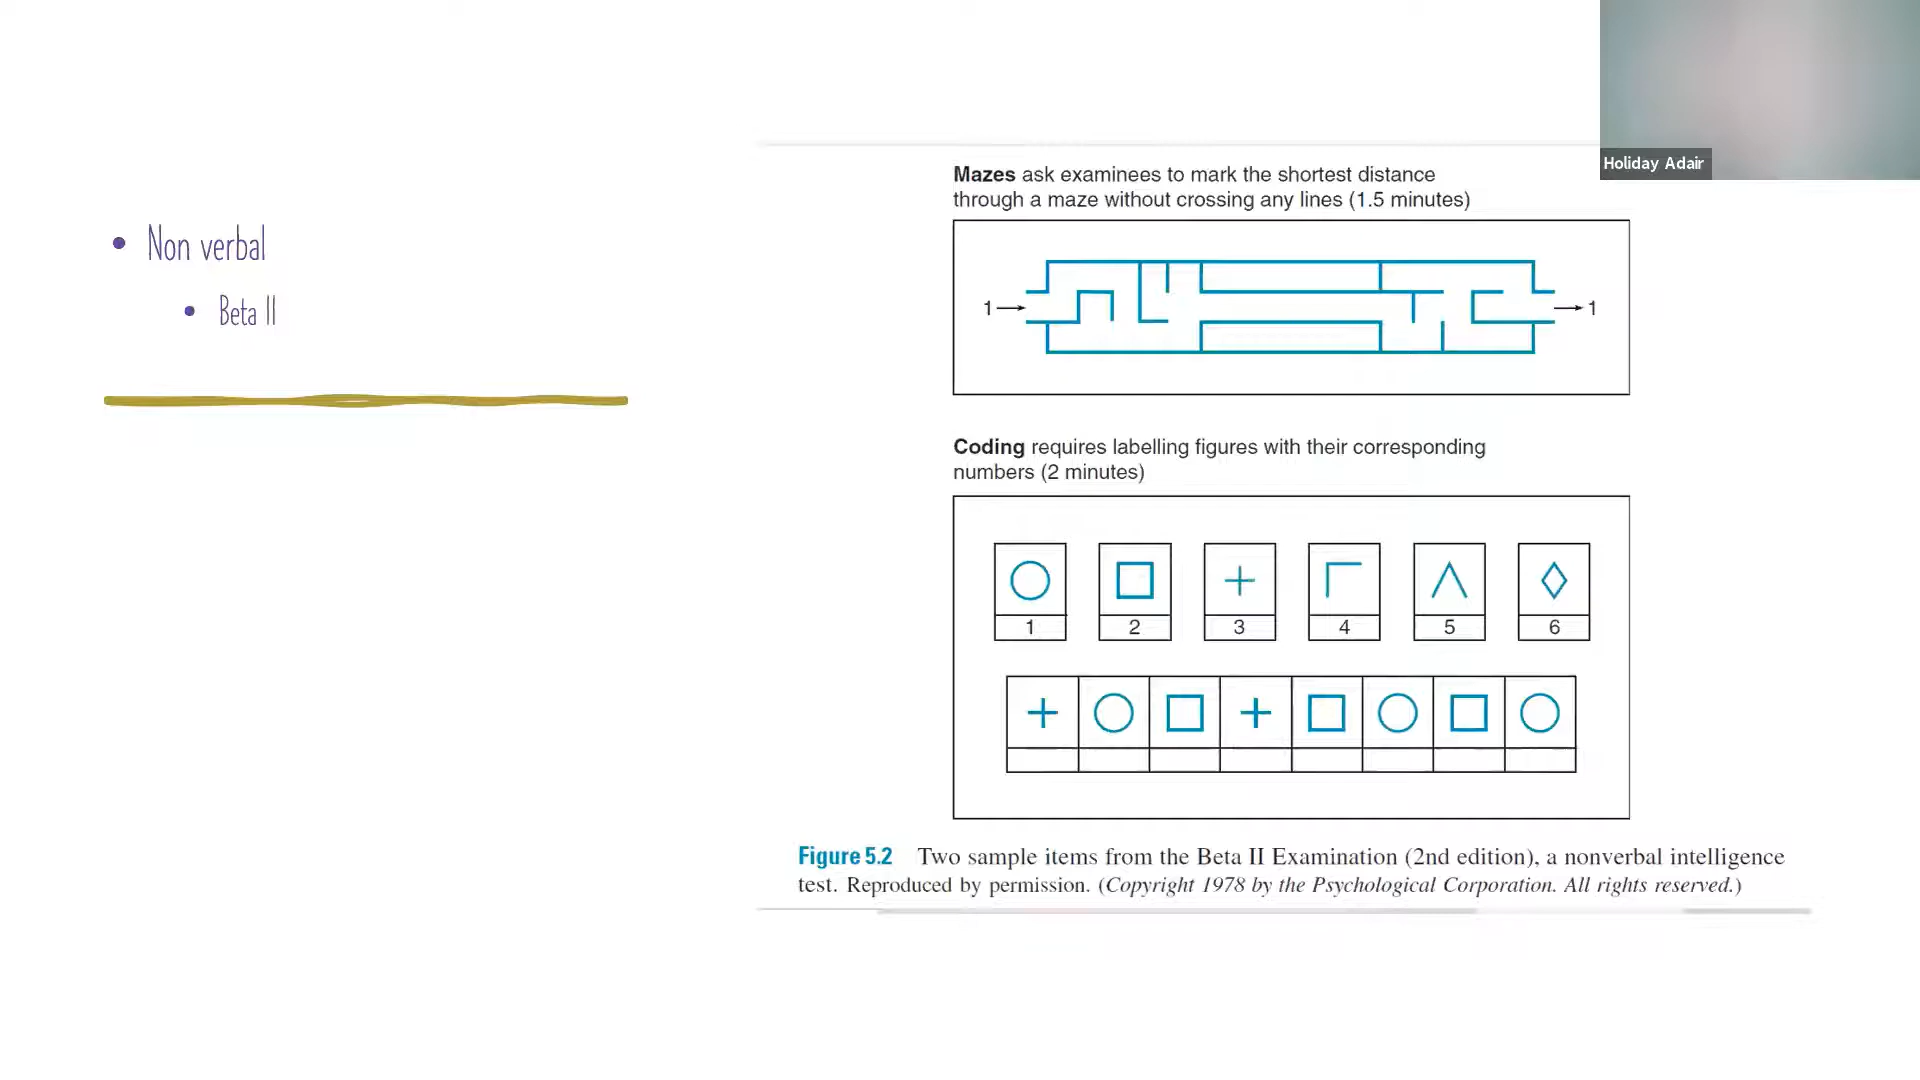 Holiday Adair
• Non verbal
• Beta II
Mazes ask examinees to mark the shortest distance
through a maze without crossing any lines (1.5 minutes)
1 1
Coding requires labelling figures with their corresponding
numbers (2 minutes)
1 2 3 4 5 6
Figure 5.2 Two sample items from the Beta II Examination (2nd edition), a nonverbal intelligence
test. Reproduced by permission. (Copyright 1978 by the Psychological Corporation. All rights reserved.)